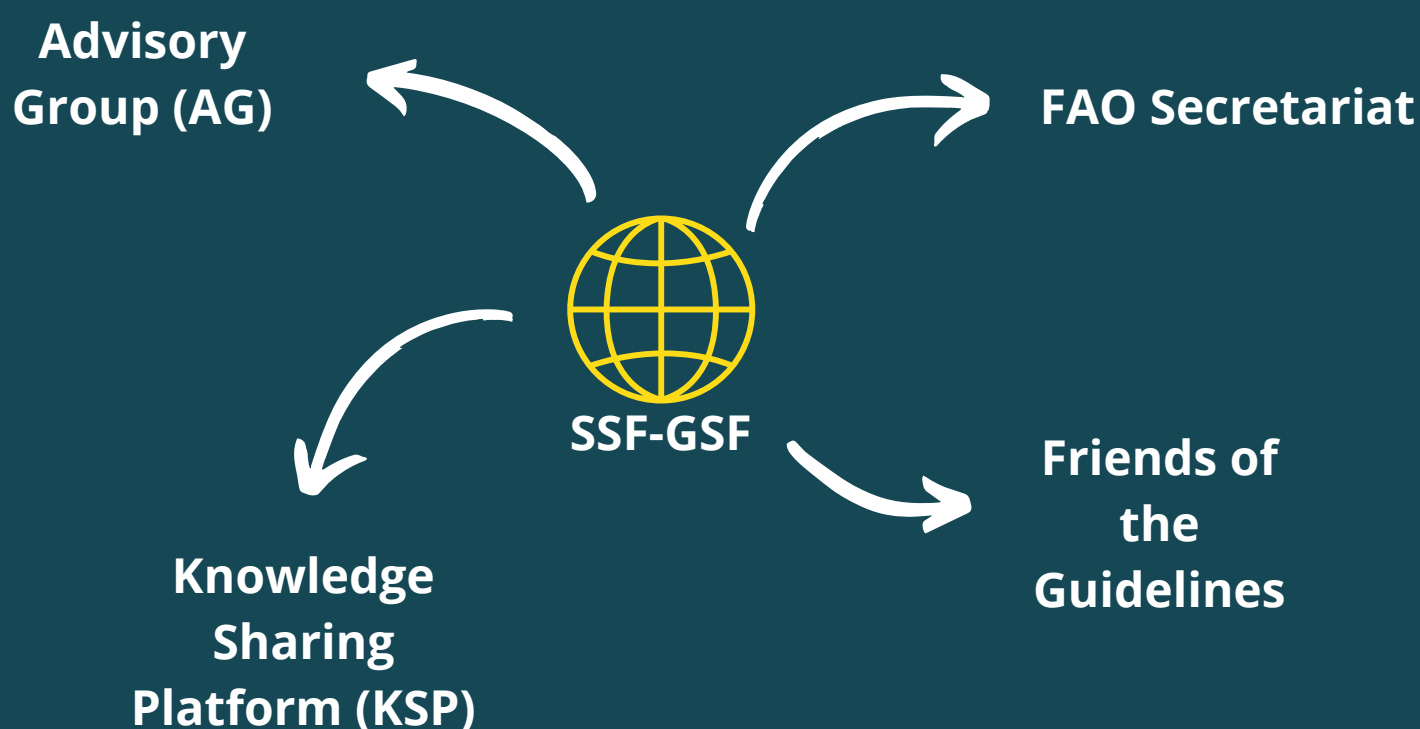 Advisory
Group (AG)
FAO Secretariat
SSF-GSF
Friends of
the
Guidelines
Knowledge
Sharing
Platform (KSP)